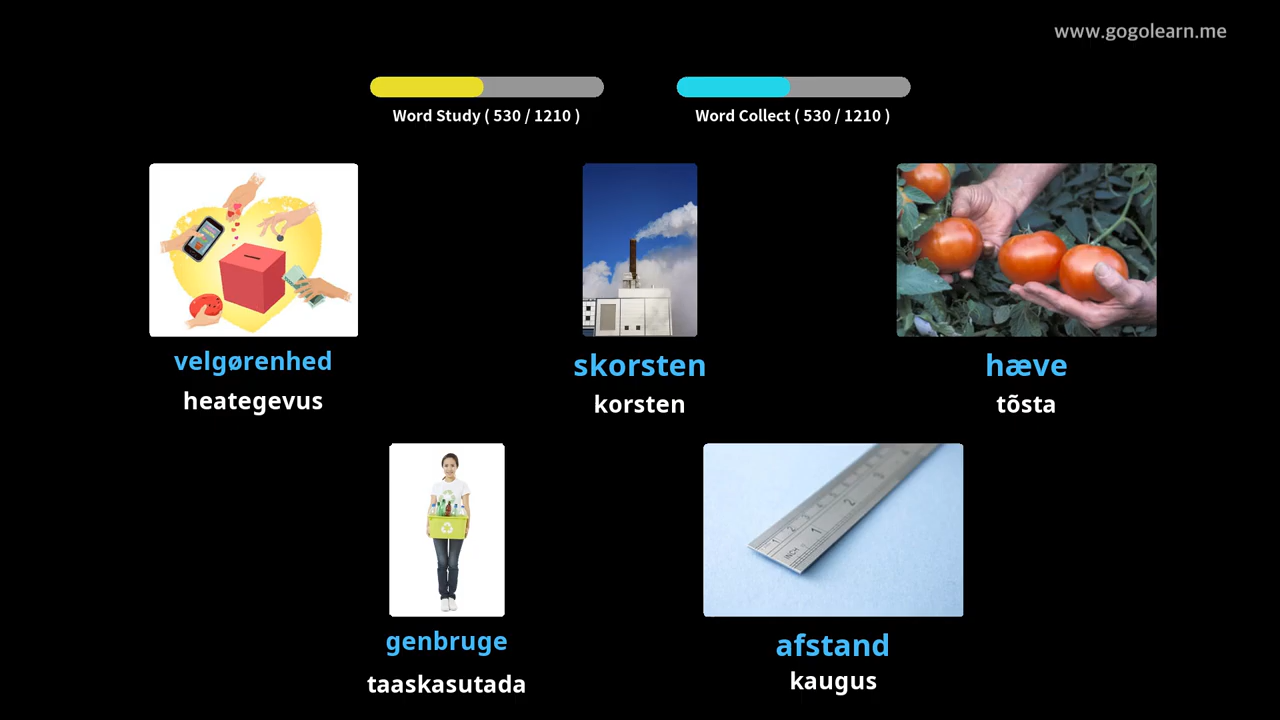 www.gogolearn.me
Word Study ( 530 / 1210 )
Word Collect ( 530 / 1210 )
velgørenhed
heategevus
skorsten
korsten
hæve
tõsta
genbruge
taaskasutada
afstand
kaugus